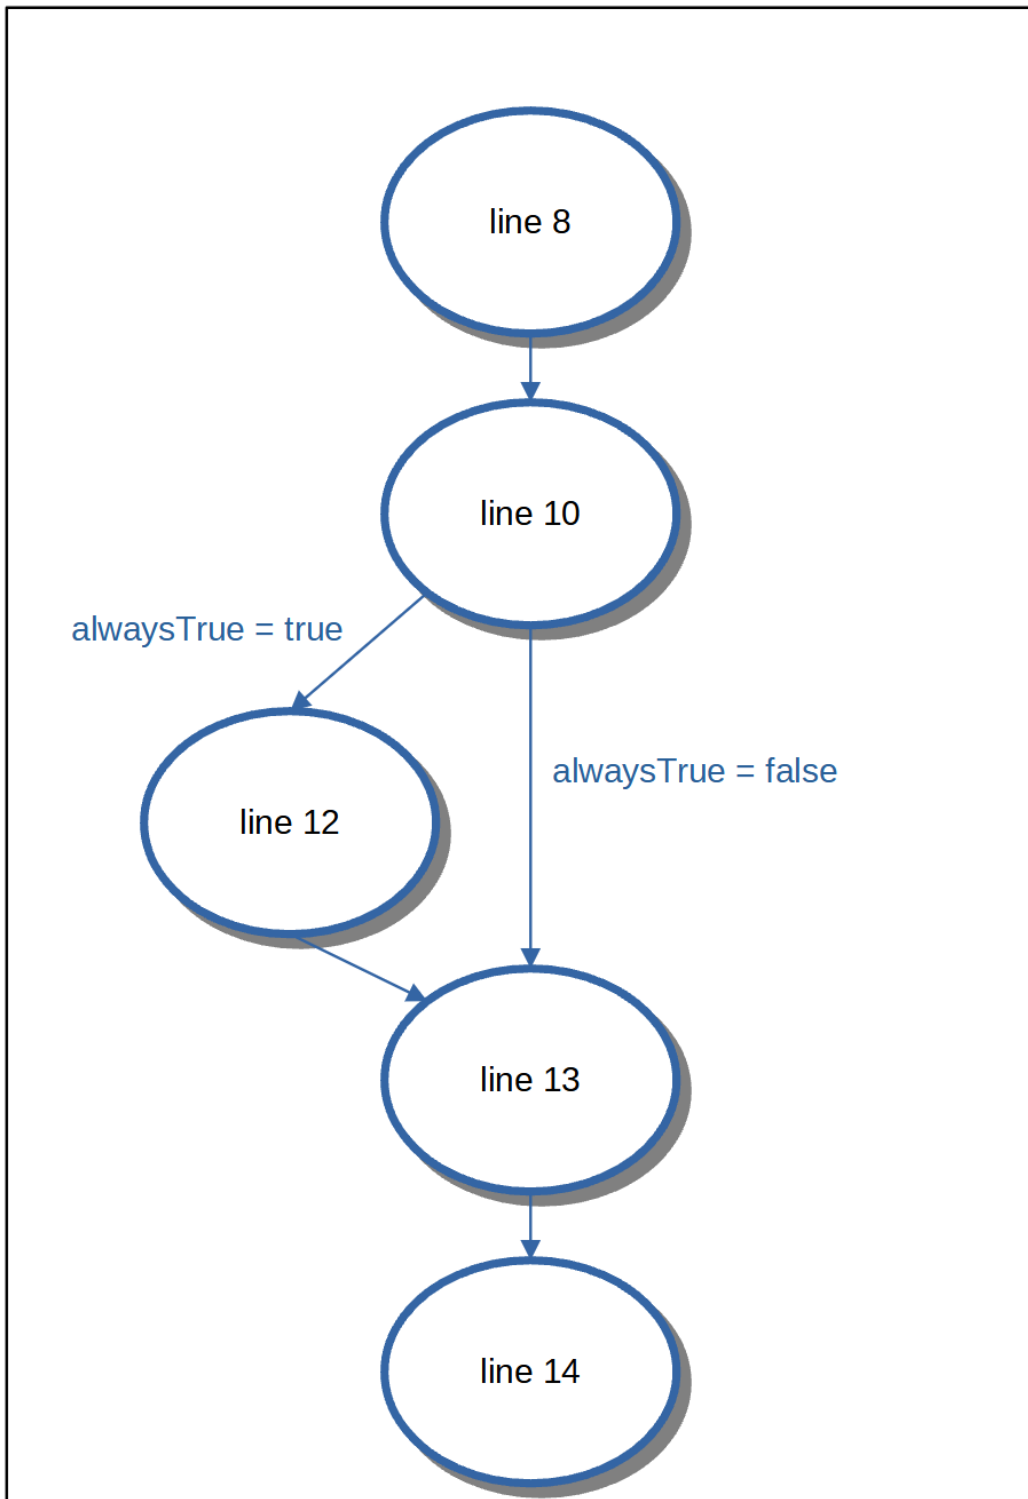 line 8
line 10
alwaysTrue = true
alwaysTrue = false
line 12
line 13
line 14